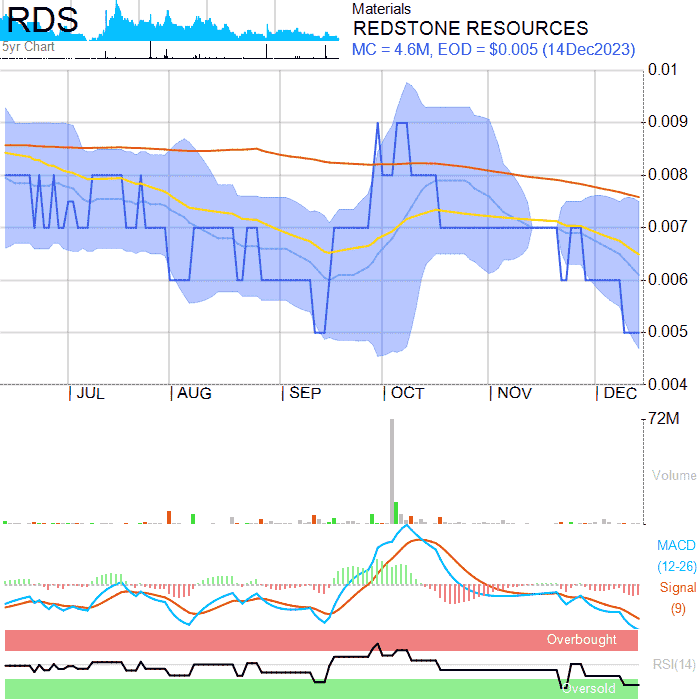 RDS
5yr Chart
Materials
REDSTONE RESOURCES
MC = 4.6M, EOD = $0.005 (14Dec2023)
0.01
0.009
0.008
0.007
0.006
0.005
0.004
JUL AUG SEP OCT NOV DEC
72M
Volume
MACD
(12-26)
Signal
(9)
Overbought
RSI(14)
Oversold